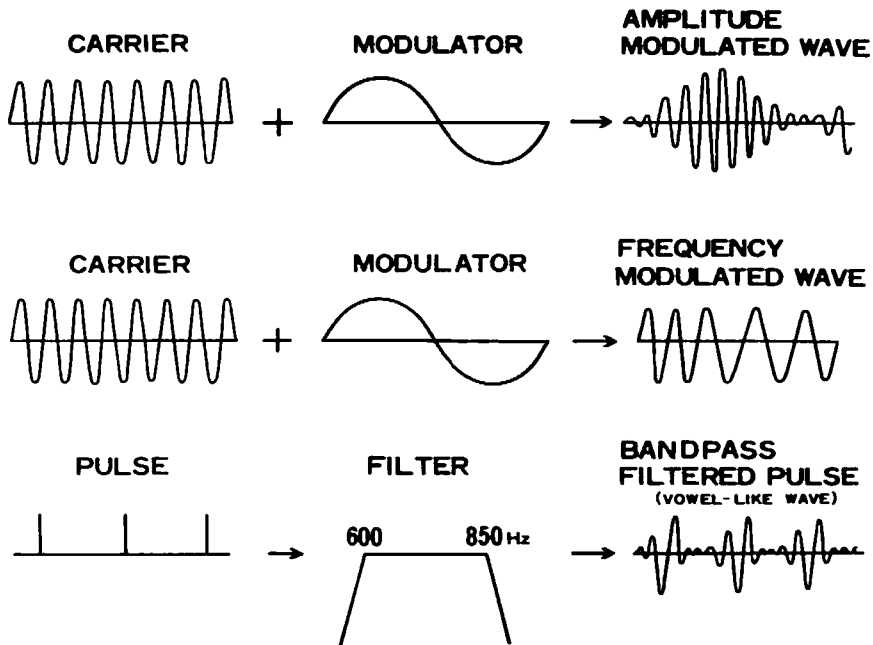 CARRIER
MODULATOR
AMPLITUDE
MODULATED WAVE
+
CARRIER
MODULATOR
FREQUENCY
MODULATED WAVE
+
PULSE
FILTER
BANDPASS
FILTERED PULSE
(VOWEL-LIKE WAVE)
600
850 Hz